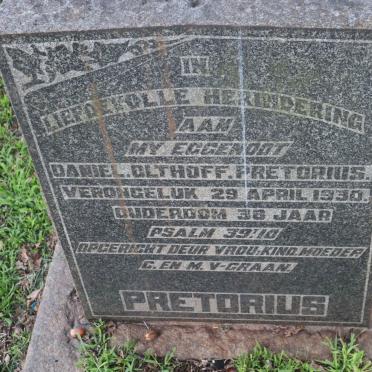 IN
LIEFDEVOLLE HERINDERING
AAN
MY EGGENOOT
DANIEL. OLTHOFF. PRETORIUS.
VERONGELUK 29 APRIL 1930.
OUDERDOM 38 JAAR
PSALM 39:10
OPGERICHT DEUR VROU, KIND, MOEDER
G. EN M. V-GRAAN.
PRETORIUS